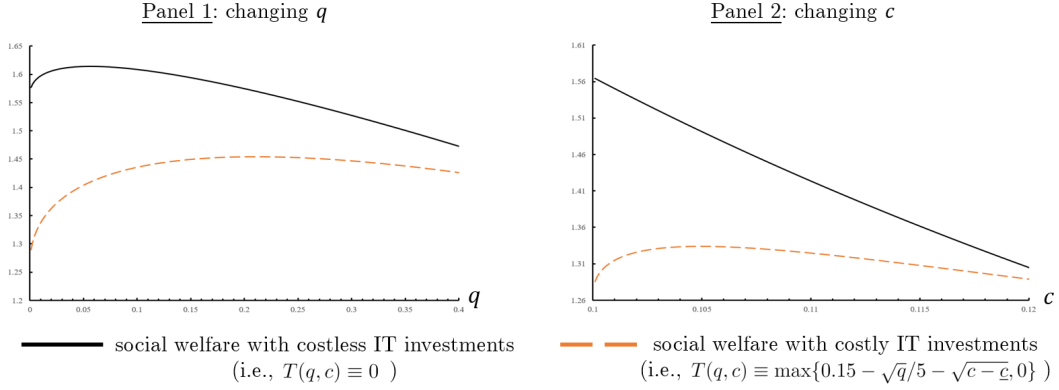 Panel 1: changing q
Panel 2: changing c
1.65
1.6
1.55
1.5
1.45
1.4
1.35
1.3
1.25
1.2
0 0.05 0.1 0.15 0.2 0.25 0.3 0.35 0.4
q
1.61
1.56
1.51
1.46
1.41
1.36
1.31
1.26
0.1 0.105 0.11 0.115 0.12
c
social welfare with costless IT investments
(i.e., T(q, c) ≡ 0 )
social welfare with costly IT investments
(i.e., T(q, c) ≡ max{0.15 − √q/5 − √c − c̲, 0} )